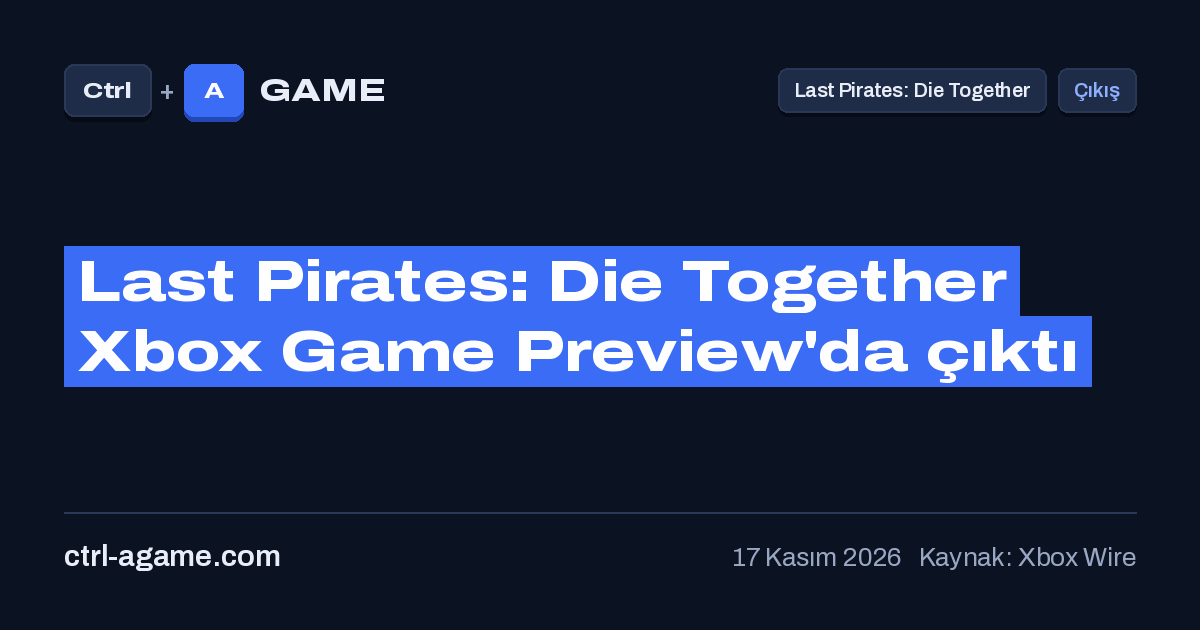 Ctrl + A GAME
Last Pirates: Die Together Çıkış
Last Pirates: Die Together
Xbox Game Preview'da çıktı
ctrl-agame.com
17 Kasım 2026 Kaynak: Xbox Wire